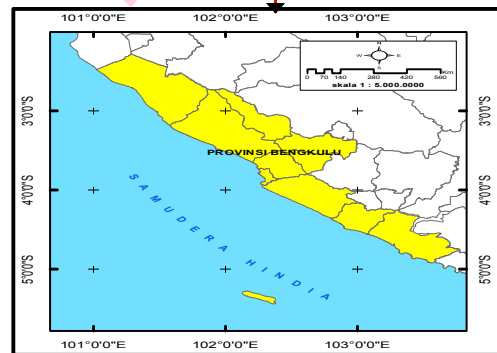 101°0'0"E 102°0'0"E 103°0'0"E
N
W E
S
0 70 140 280 420 560 Km
skala 1 : 5.000.0000
3°0'0"S 3°0'0"S
PROVINSI BENGKULU
4°0'0"S 4°0'0"S
SAMUDERA HINDIA
5°0'0"S 5°0'0"S
101°0'0"E 102°0'0"E 103°0'0"E